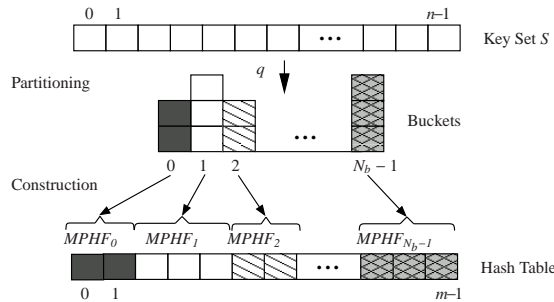 0 1 n–1
... Key Set S
q
Partitioning
... Buckets
0 1 2 N_b – 1
Construction
MPHF_0 MPHF_1 MPHF_2 MPHF_{N_b–1}
... Hash Table
0 1 m–1